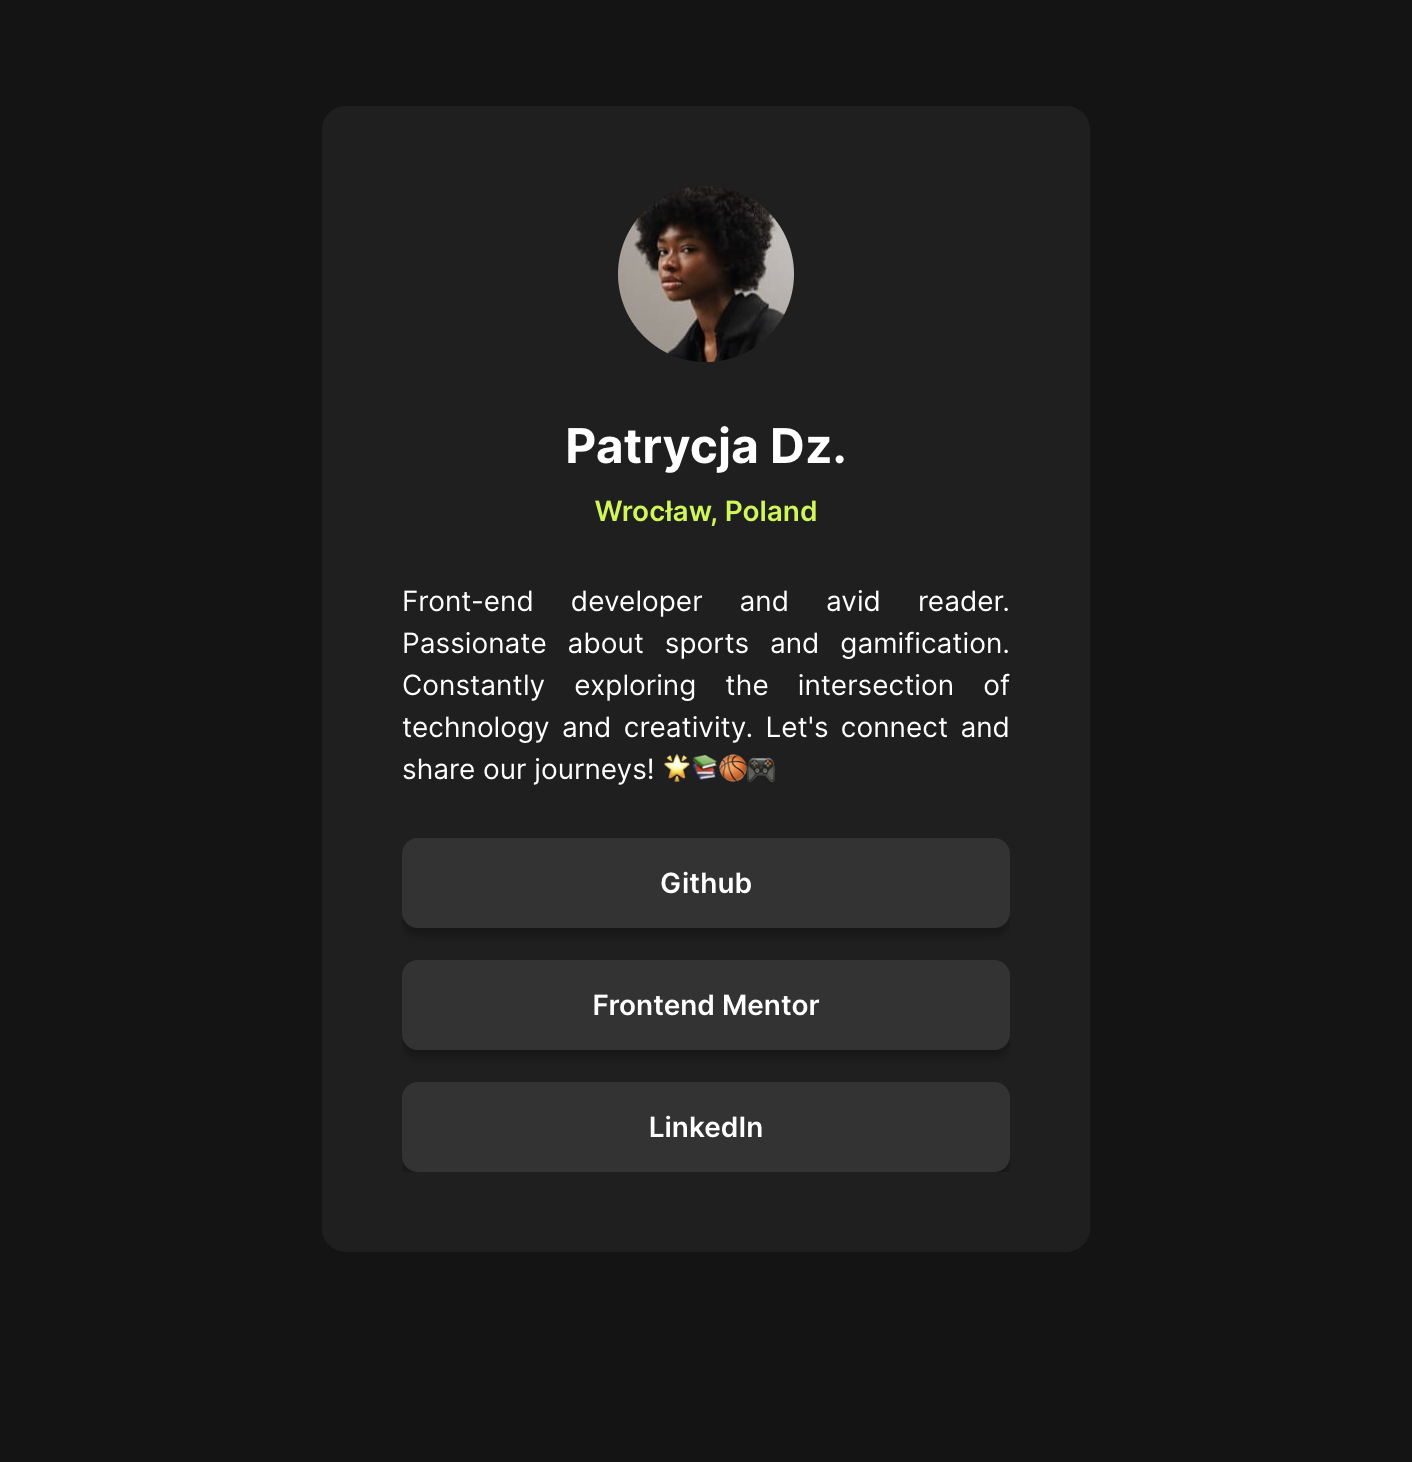 Patrycja Dz.
Wrocław, Poland
Front-end developer and avid reader.
Passionate about sports and gamification.
Constantly exploring the intersection of
technology and creativity. Let's connect and
share our journeys! 🌟📚🏀🎮
Github
Frontend Mentor
LinkedIn